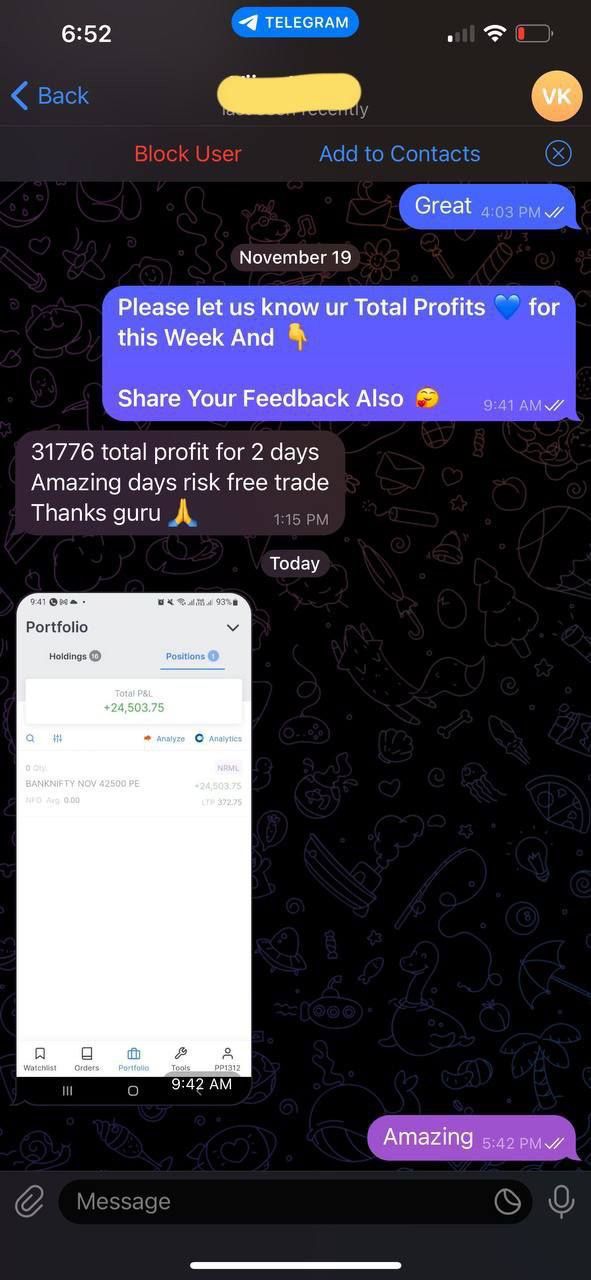 6:52
TELEGRAM
Back
VK
Block User
Add to Contacts
Great 4:03 PM
November 19
Please let us know ur Total Profits 💙 for
this Week And 👇
Share Your Feedback Also 🥰 9:41 AM
31776 total profit for 2 days
Amazing days risk free trade
Thanks guru 🙏 1:15 PM
Today
9:41 93%
Portfolio
Holdings 16 Positions 1
Total P&L
+24,503.75
Analyze Analytics
0 Qty. NRML
BANKNIFTY NOV 42500 PE +24,503.75
NFO Avg. 0.00 LTP 372.75
Watchlist Orders Portfolio Tools PP1312
9:42 AM
Amazing 5:42 PM
Message